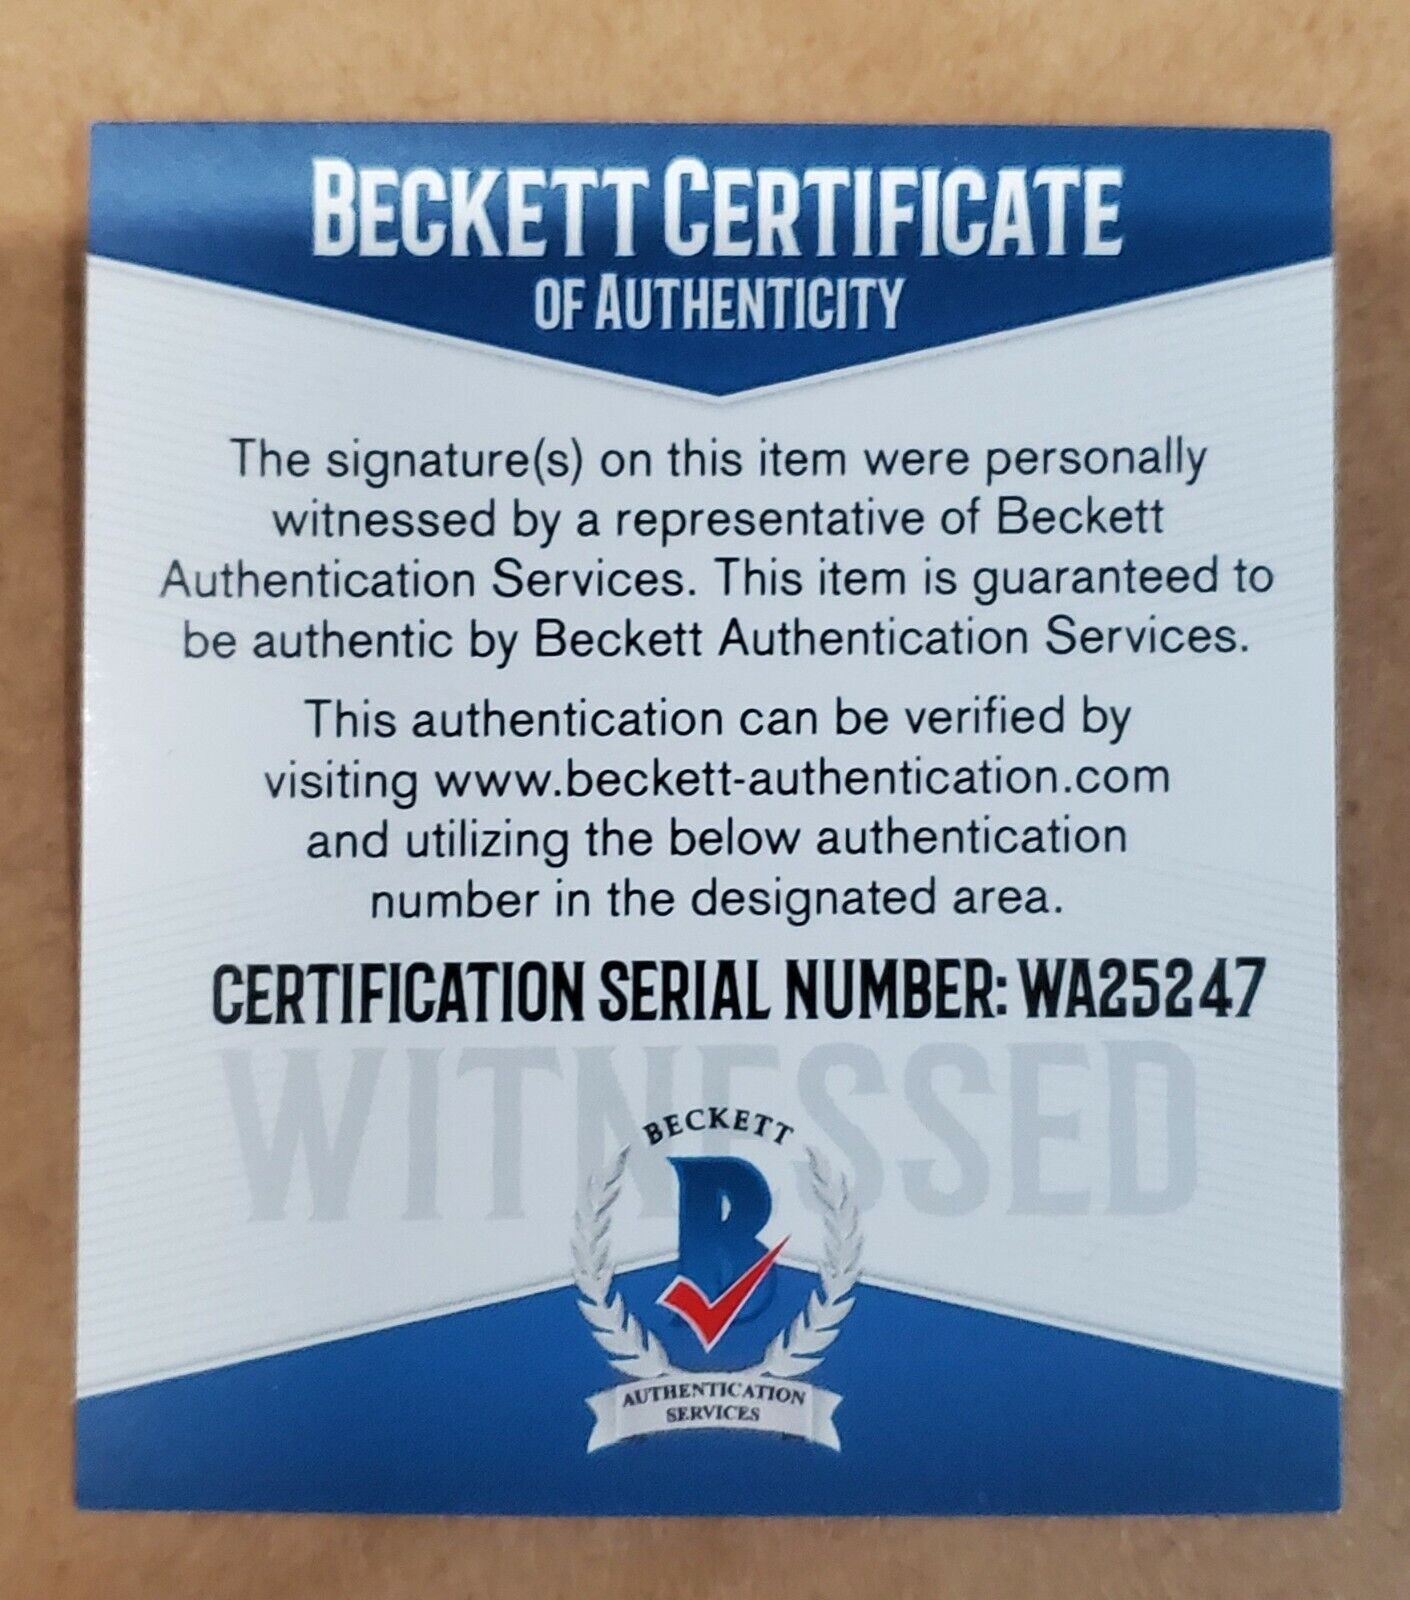 BECKETT CERTIFICATE
OF AUTHENTICITY
The signature(s) on this item were personally
witnessed by a representative of Beckett
Authentication Services. This item is guaranteed to
be authentic by Beckett Authentication Services.
This authentication can be verified by
visiting www.beckett-authentication.com
and utilizing the below authentication
number in the designated area.
CERTIFICATION SERIAL NUMBER: WA25247
WITNESSED
BECKETT
B
AUTHENTICATION
SERVICES